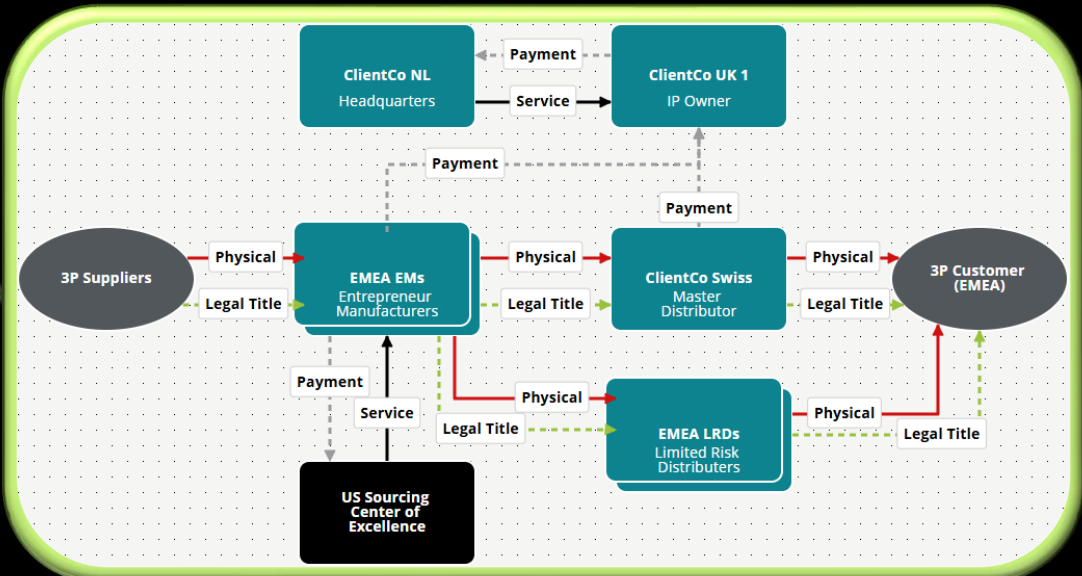 Payment
ClientCo NL
Headquarters
Service
ClientCo UK 1
IP Owner
Payment
Payment
3P Suppliers
Physical
Legal Title
EMEA EMs
Entrepreneur
Manufacturers
Physical
Legal Title
ClientCo Swiss
Master
Distributor
Physical
Legal Title
3P Customer
(EMEA)
Payment
Service
Physical
Legal Title
EMEA LRDs
Limited Risk
Distributers
Physical
Legal Title
US Sourcing
Center of
Excellence